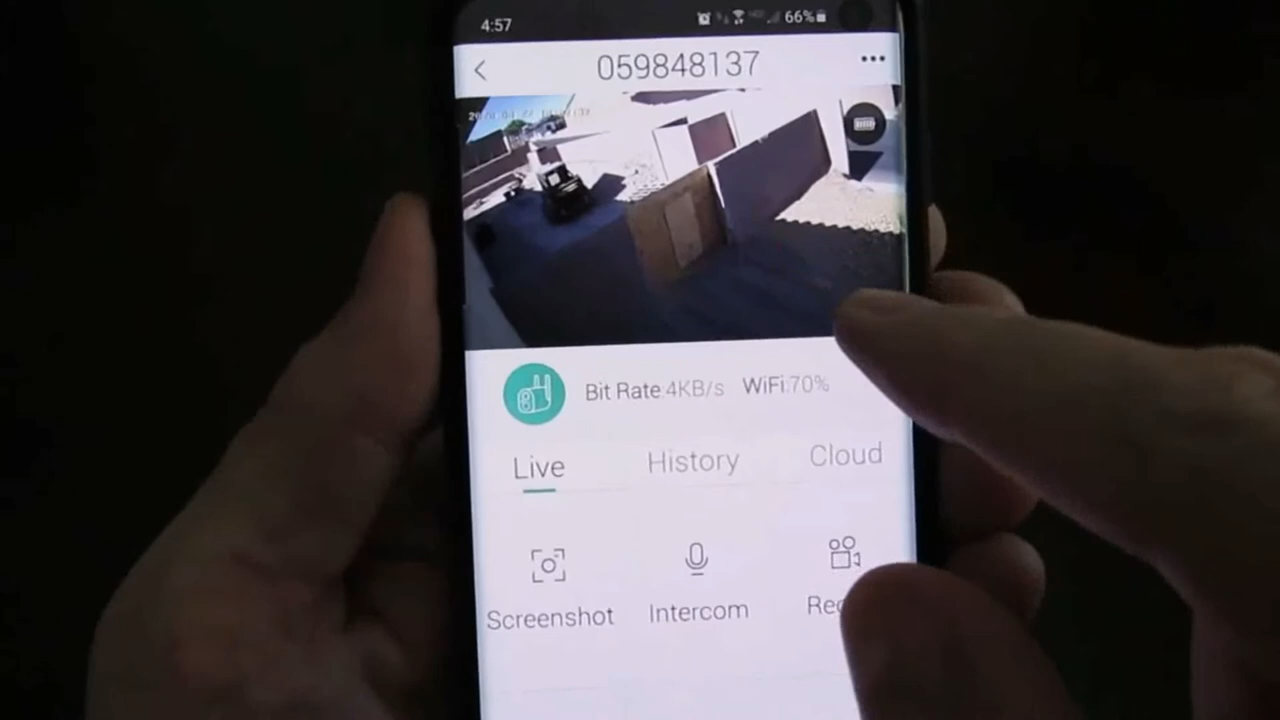 4:57
66%
059848137
Bit Rate:4KB/s WiFi:70%
Live History Cloud
Screenshot Intercom